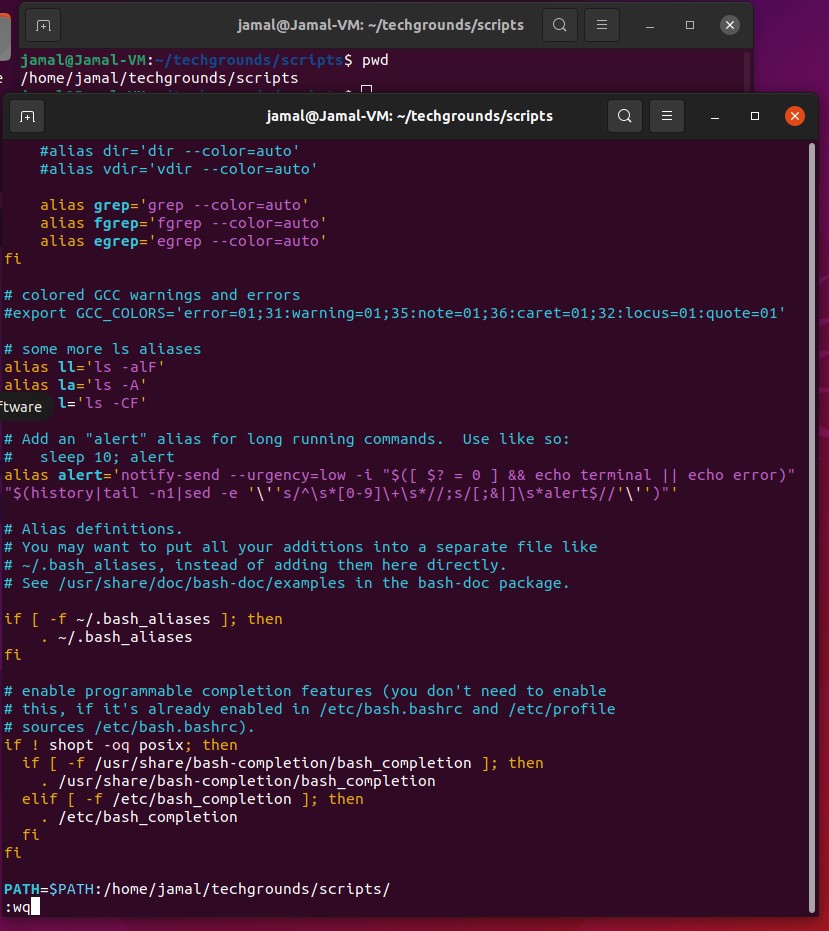 jamal@Jamal-VM: ~/techgrounds/scripts
jamal@Jamal-VM:~/techgrounds/scripts$ pwd
/home/jamal/techgrounds/scripts
jamal@Jamal-VM: ~/techgrounds/scripts
    #alias dir='dir --color=auto'
    #alias vdir='vdir --color=auto'

    alias grep='grep --color=auto'
    alias fgrep='fgrep --color=auto'
    alias egrep='egrep --color=auto'
fi

# colored GCC warnings and errors
#export GCC_COLORS='error=01;31:warning=01;35:note=01;36:caret=01;32:locus=01:quote=01'

# some more ls aliases
alias ll='ls -alF'
alias la='ls -A'
ftware l='ls -CF'

# Add an "alert" alias for long running commands.  Use like so:
#   sleep 10; alert
alias alert='notify-send --urgency=low -i "$([ $? = 0 ] && echo terminal || echo error)"
"$(history|tail -n1|sed -e '\''s/^\s*[0-9]\+\s*//;s/[;&|]\s*alert$//'\'')"'

# Alias definitions.
# You may want to put all your additions into a separate file like
# ~/.bash_aliases, instead of adding them here directly.
# See /usr/share/doc/bash-doc/examples in the bash-doc package.

if [ -f ~/.bash_aliases ]; then
    . ~/.bash_aliases
fi

# enable programmable completion features (you don't need to enable
# this, if it's already enabled in /etc/bash.bashrc and /etc/profile
# sources /etc/bash.bashrc).
if ! shopt -oq posix; then
  if [ -f /usr/share/bash-completion/bash_completion ]; then
    . /usr/share/bash-completion/bash_completion
  elif [ -f /etc/bash_completion ]; then
    . /etc/bash_completion
  fi
fi

PATH=$PATH:/home/jamal/techgrounds/scripts/
:wq